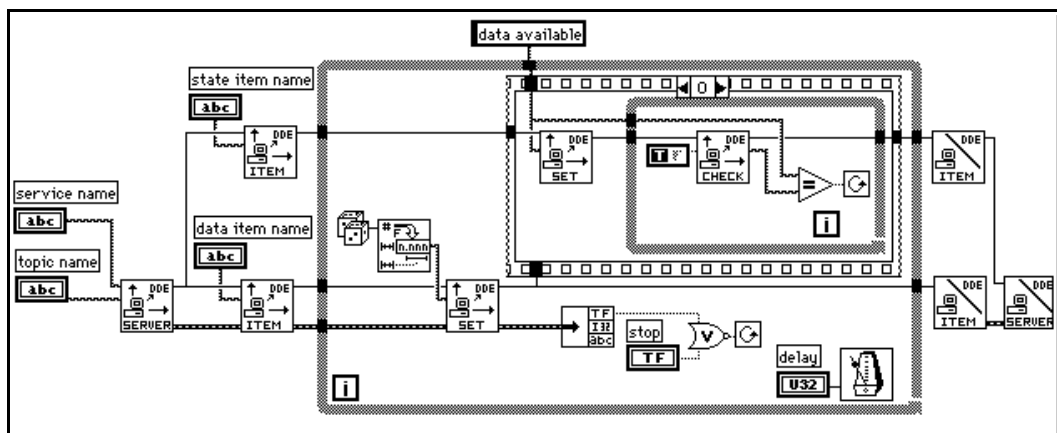 data available
state item name
abc
DDE
ITEM
service name
abc
data item name
abc
topic name
abc
DDE
SERVER
DDE
ITEM
#
F
n.nnn
DDE
SET
0
DDE
SET
T F
DDE
CHECK
=
i
DDE
ITEM
TF
I32
abc
stop
TF
V
delay
U32
DDE
ITEM
DDE
SERVER
i